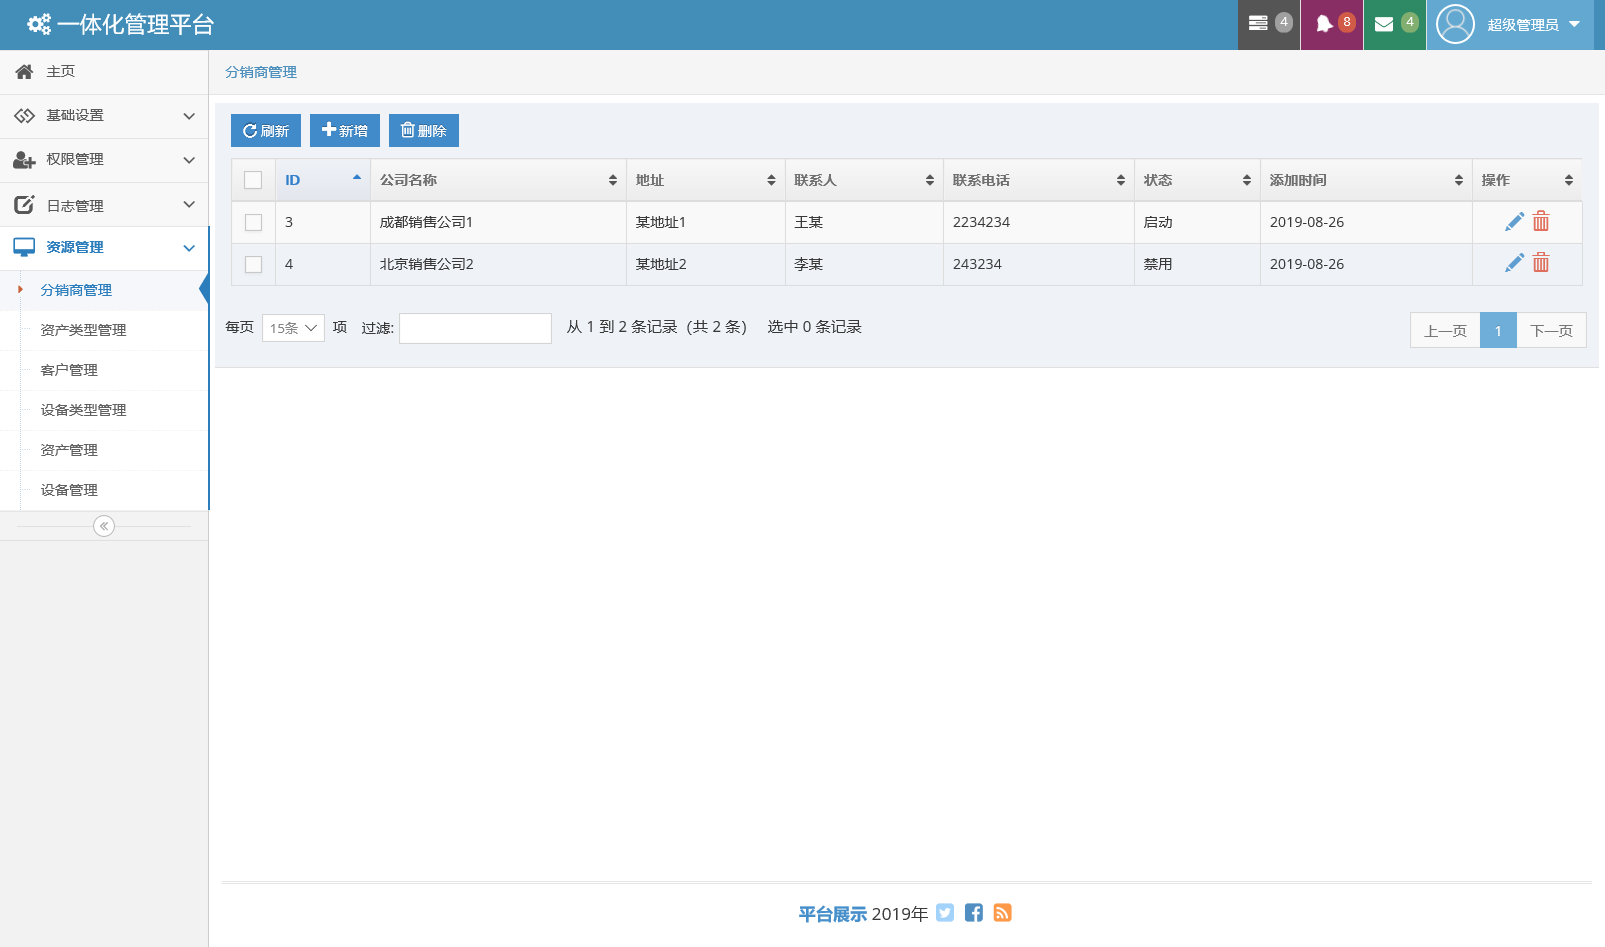 一体化管理平台
4
8
4
超级管理员
主页
基础设置
权限管理
日志管理
资源管理
分销商管理
资产类型管理
客户管理
设备类型管理
资产管理
设备管理
分销商管理
刷新 新增 删除
ID 公司名称 地址 联系人 联系电话 状态 添加时间 操作
3 成都销售公司1 某地址1 王某 2234234 启动 2019-08-26
4 北京销售公司2 某地址2 李某 243234 禁用 2019-08-26
每页 15条 项 过滤: 从 1 到 2 条记录 (共 2 条) 选中 0 条记录
上一页 1 下一页
平台展示 2019年